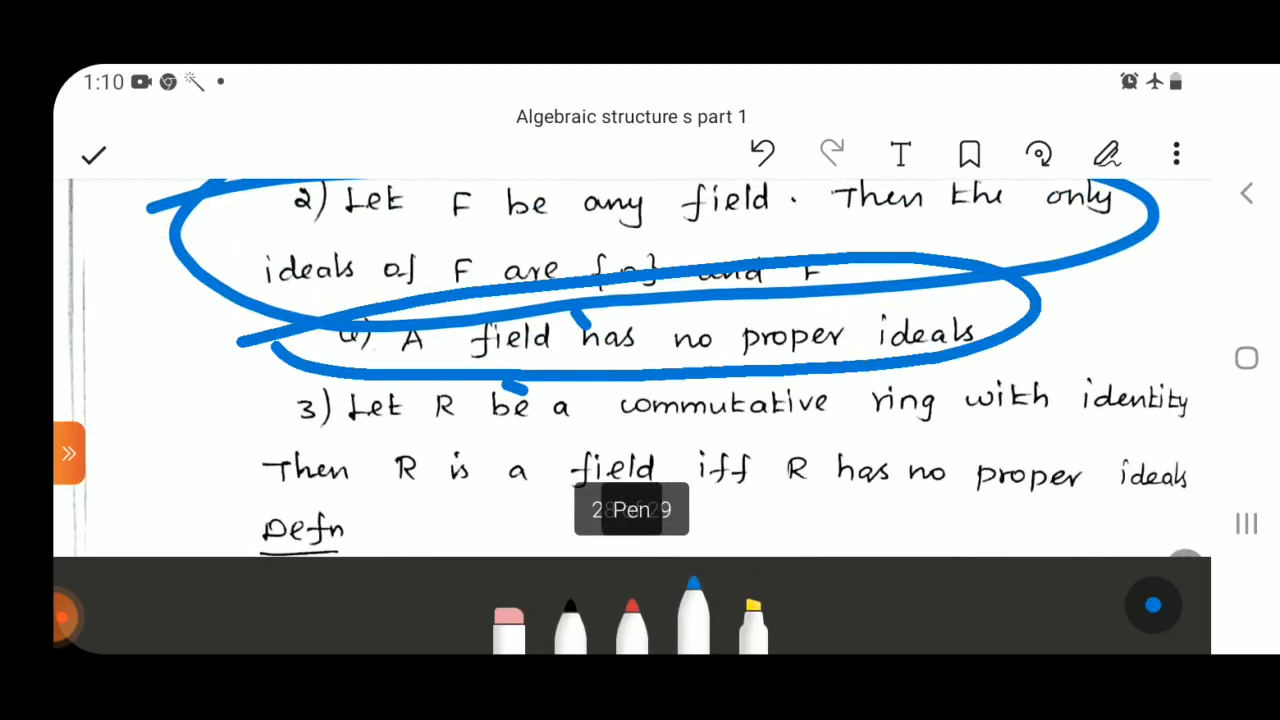 1:10
Algebraic structure s part 1
T
2) Let F be any field. Then the only
ideals of F are {0} and F
A field has no proper ideals
3) Let R be a commutative ring with identity
Then R is a field iff R has no proper ideals
Pen
Defn